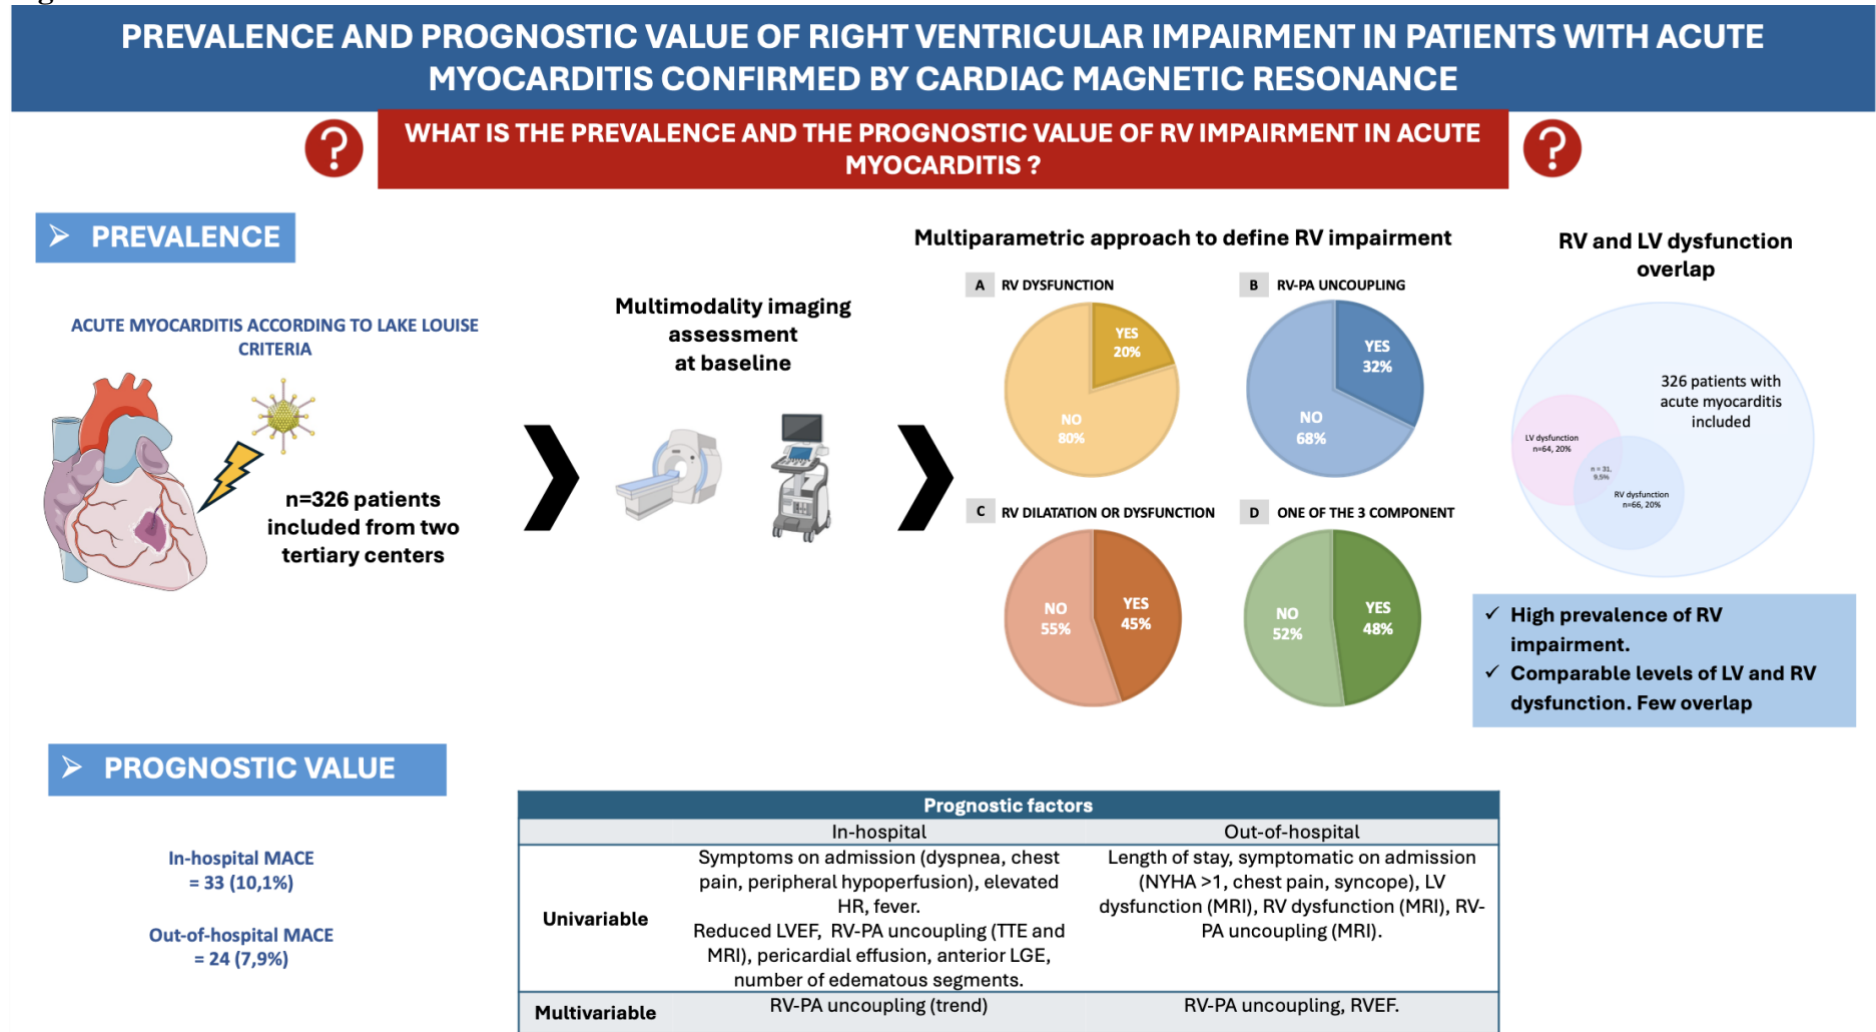 PREVALENCE AND PROGNOSTIC VALUE OF RIGHT VENTRICULAR IMPAIRMENT IN PATIENTS WITH ACUTE
MYOCARDITIS CONFIRMED BY CARDIAC MAGNETIC RESONANCE
?
WHAT IS THE PREVALENCE AND THE PROGNOSTIC VALUE OF RV IMPAIRMENT IN ACUTE
MYOCARDITIS ?
?
➢ PREVALENCE
ACUTE MYOCARDITIS ACCORDING TO LAKE LOUISE
CRITERIA
n=326 patients
included from two
tertiary centers
Multimodality imaging
assessment
at baseline
Multiparametric approach to define RV impairment
A RV DYSFUNCTION
YES
20%
NO
80%
B RV-PA UNCOUPLING
YES
32%
NO
68%
C RV DILATATION OR DYSFUNCTION
NO
55%
YES
45%
D ONE OF THE 3 COMPONENT
NO
52%
YES
48%
RV and LV dysfunction
overlap
326 patients with
acute myocarditis
included
LV dysfunction
n=64, 20%
n = 31,
9,5%
RV dysfunction
n=66, 20%
✓ High prevalence of RV
impairment.
✓ Comparable levels of LV and RV
dysfunction. Few overlap
➢ PROGNOSTIC VALUE
In-hospital MACE
= 33 (10,1%)
Out-of-hospital MACE
= 24 (7,9%)
Prognostic factors
In-hospital
Out-of-hospital
Univariable
Symptoms on admission (dyspnea, chest
pain, peripheral hypoperfusion), elevated
HR, fever.
Reduced LVEF, RV-PA uncoupling (TTE and
MRI), pericardial effusion, anterior LGE,
number of edematous segments.
Length of stay, symptomatic on admission
(NYHA >1, chest pain, syncope), LV
dysfunction (MRI), RV dysfunction (MRI), RV-
PA uncoupling (MRI).
Multivariable
RV-PA uncoupling (trend)
RV-PA uncoupling, RVEF.